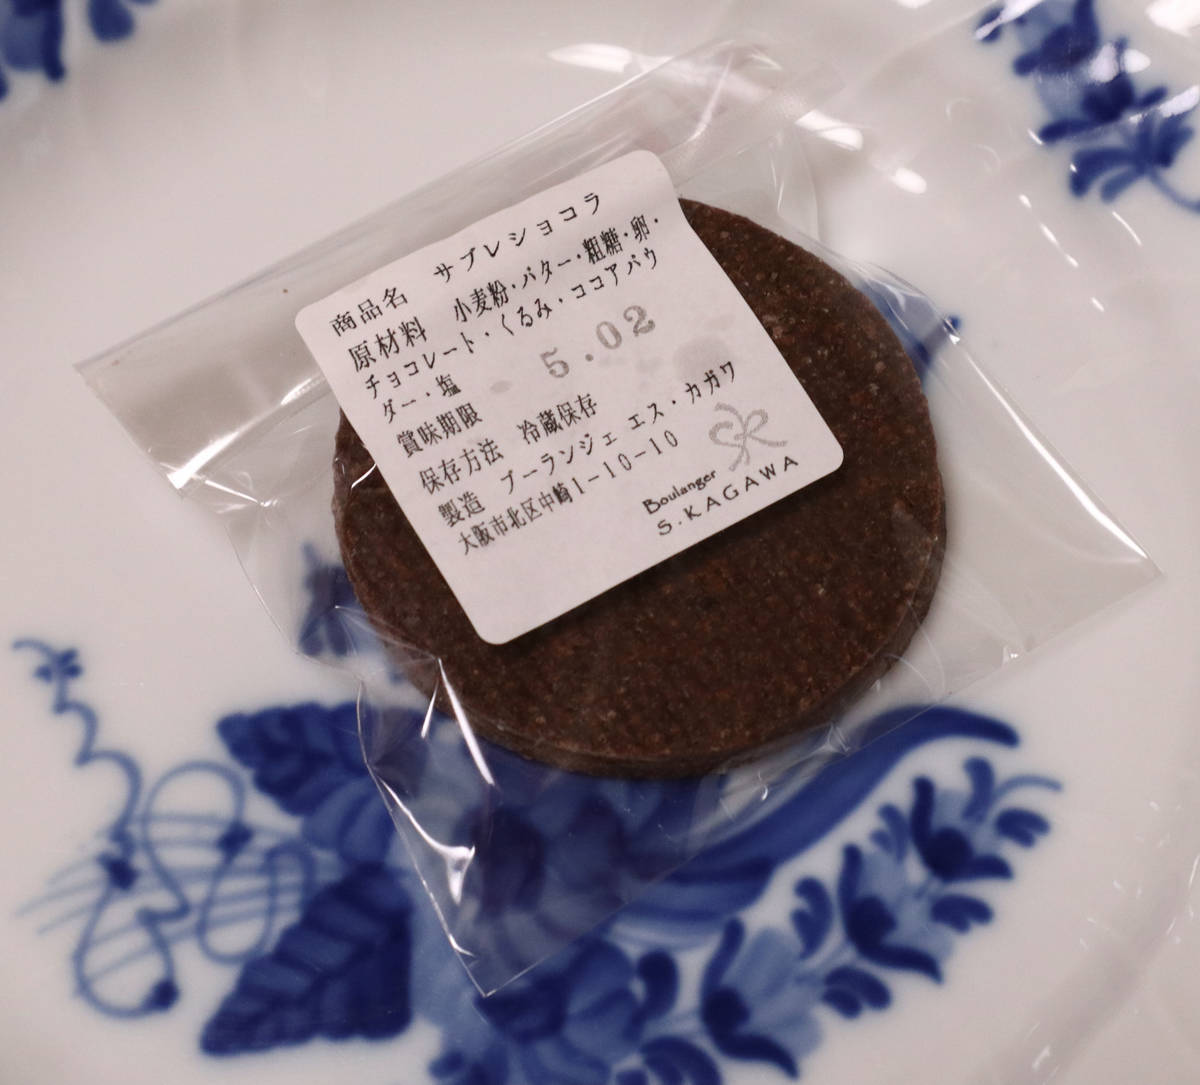 商品名　サブレショコラ
原材料　小麦粉・バター・粗糖・卵・
チョコレート・くるみ・ココアパウ
ダー・塩
賞味期限　5.02
保存方法　冷蔵保存
製造　ブーランジェ エス・カガワ
大阪市北区中崎1-10-10
Boulanger
S.KAGAWA